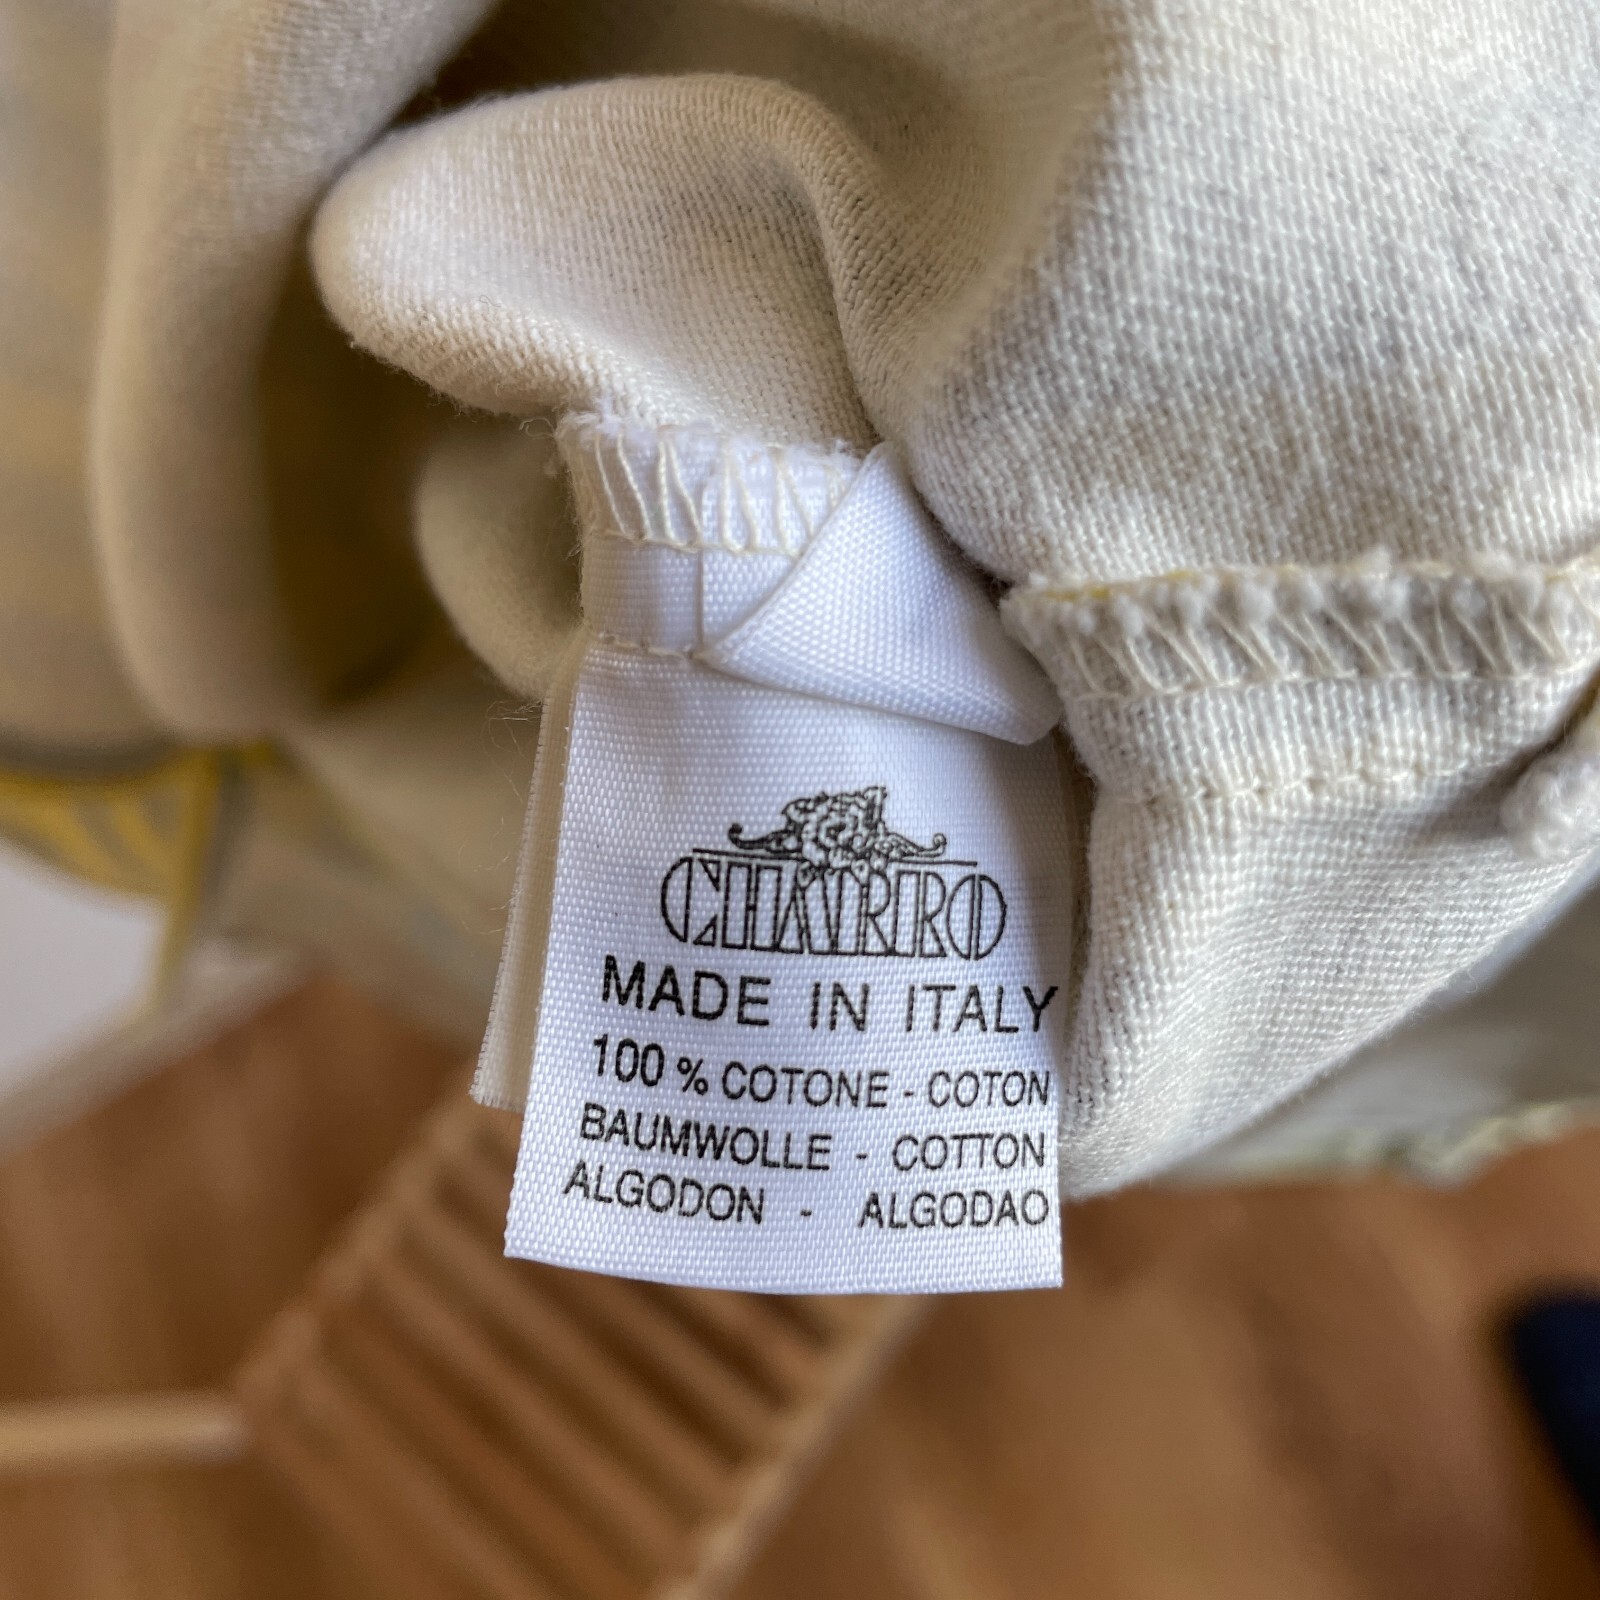 CHARRO
MADE IN ITALY
100 % COTONE - COTON
BAUMWOLLE - COTTON
ALGODON - ALGODAO